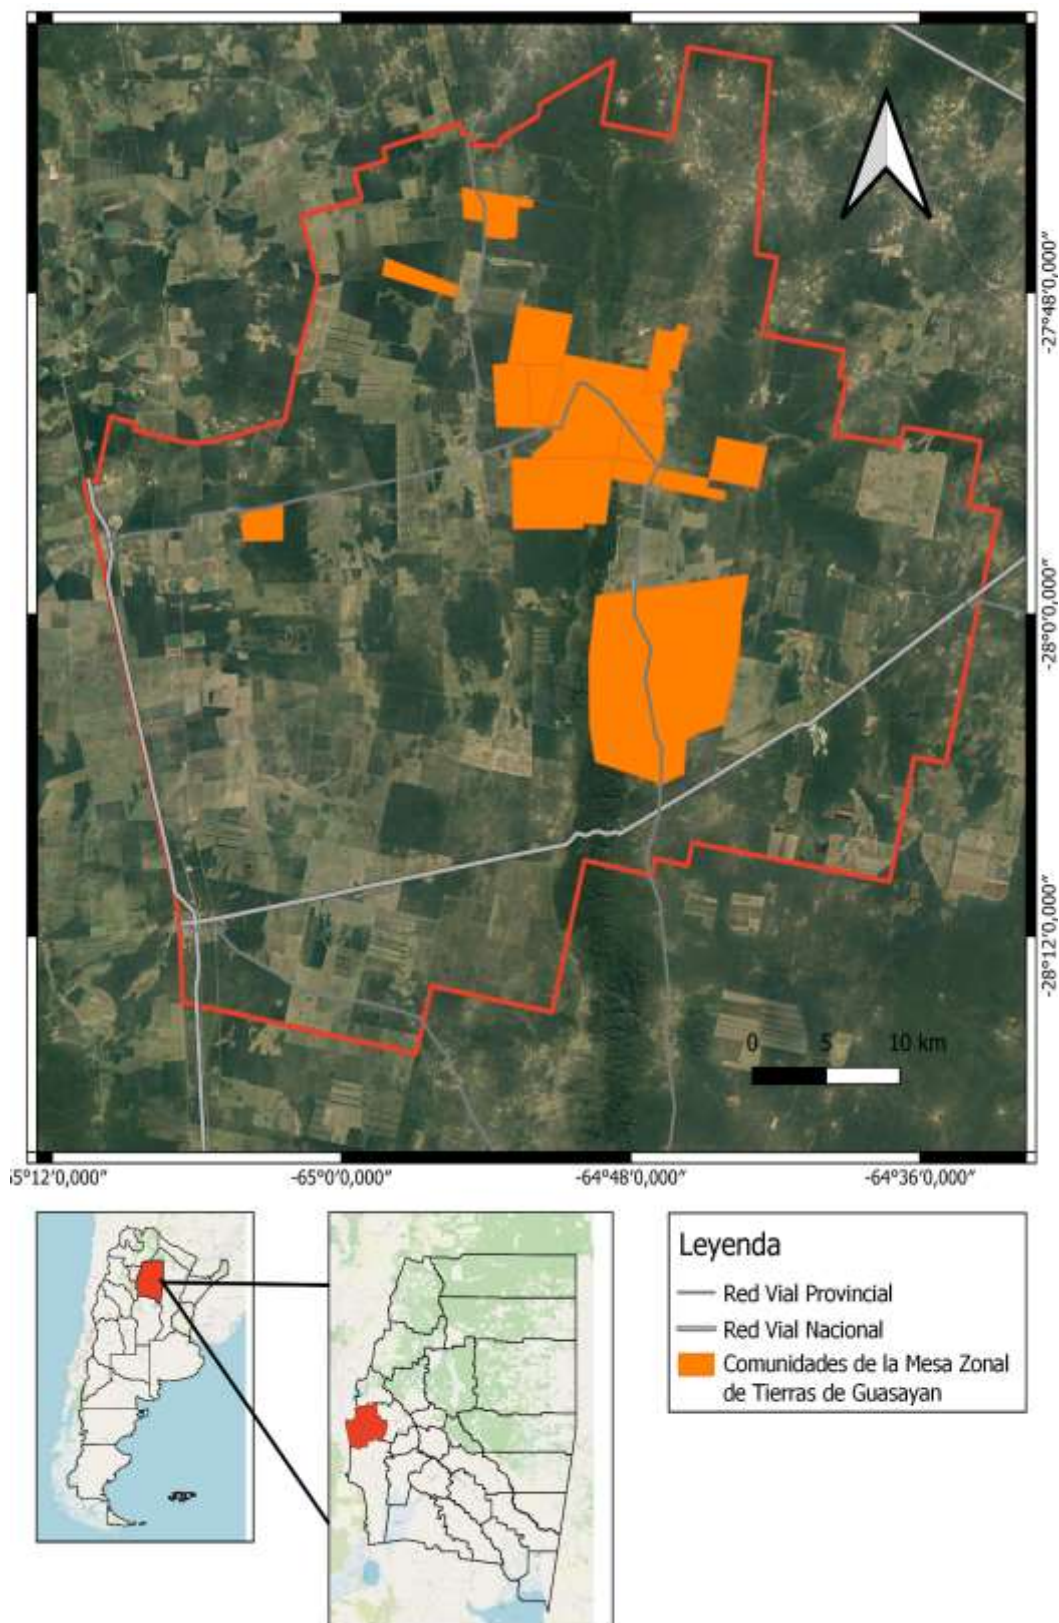 -27°48'0,000"
-28°0'0,000"
-28°12'0,000"
0 5 10 km
5°12'0,000" -65°0'0,000" -64°48'0,000" -64°36'0,000"
Leyenda
Red Vial Provincial
Red Vial Nacional
Comunidades de la Mesa Zonal
de Tierras de Guasayan